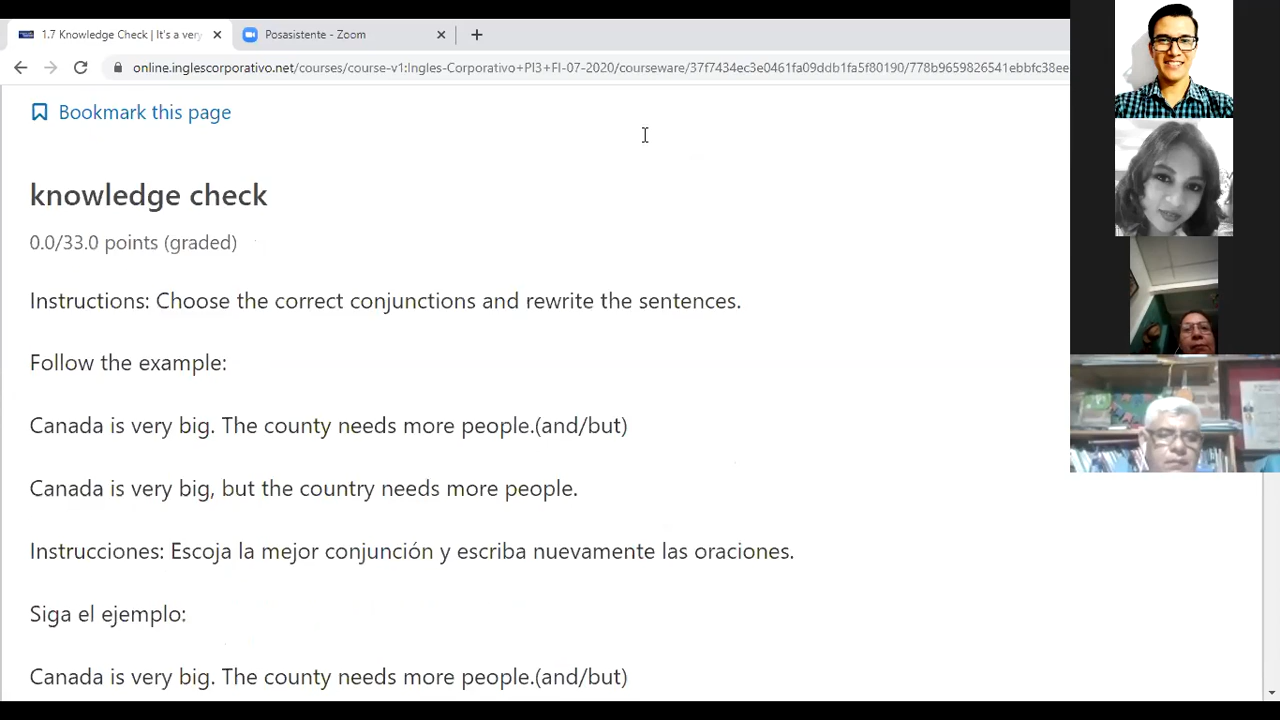 1.7 Knowledge Check | It's a very
Posasistente - Zoom
online.inglescorporativo.net/courses/course-v1:Ingles-Corporativo+PI3+FI-07-2020/courseware/37f7434ec3e0461fa09ddb1fa5f80190/778b9659826541ebbfc38ee
Bookmark this page
knowledge check
0.0/33.0 points (graded)
Instructions: Choose the correct conjunctions and rewrite the sentences.
Follow the example:
Canada is very big. The county needs more people.(and/but)
Canada is very big, but the country needs more people.
Instrucciones: Escoja la mejor conjunción y escriba nuevamente las oraciones.
Siga el ejemplo:
Canada is very big. The county needs more people.(and/but)